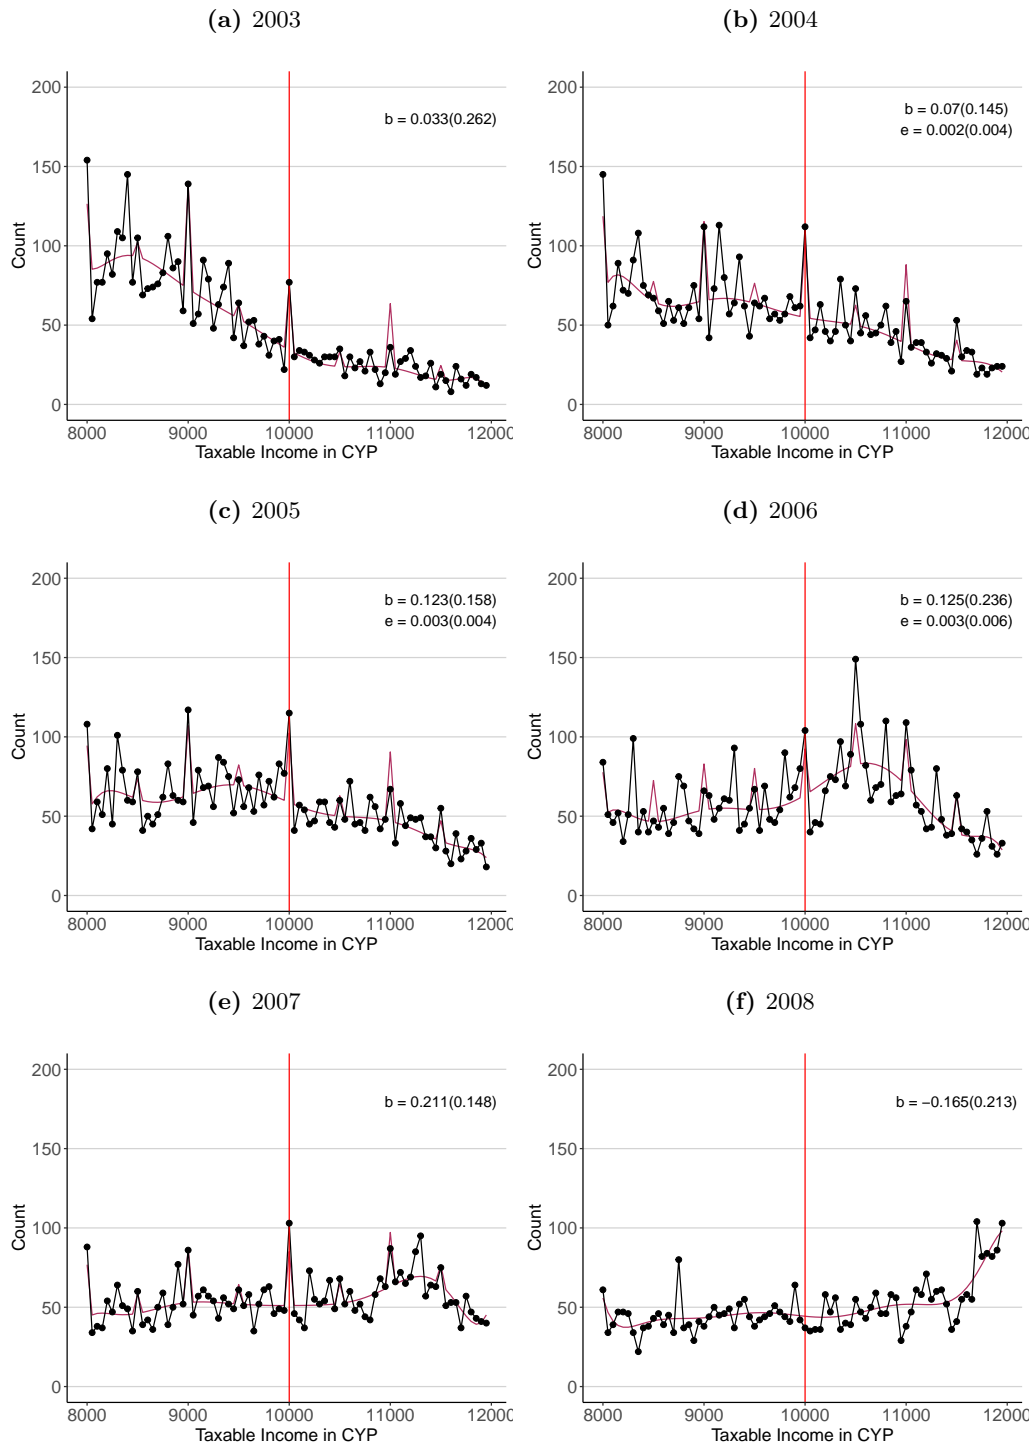 (a) 2003
200
150
100
50
0
Count
b = 0.033(0.262)
8000 9000 10000 11000 12000
Taxable Income in CYP
(b) 2004
200
150
100
50
0
Count
b = 0.07(0.145)
e = 0.002(0.004)
8000 9000 10000 11000 12000
Taxable Income in CYP
(c) 2005
200
150
100
50
0
Count
b = 0.123(0.158)
e = 0.003(0.004)
8000 9000 10000 11000 12000
Taxable Income in CYP
(d) 2006
200
150
100
50
0
Count
b = 0.125(0.236)
e = 0.003(0.006)
8000 9000 10000 11000 12000
Taxable Income in CYP
(e) 2007
200
150
100
50
0
Count
b = 0.211(0.148)
8000 9000 10000 11000 12000
Taxable Income in CYP
(f) 2008
200
150
100
50
0
Count
b = −0.165(0.213)
8000 9000 10000 11000 12000
Taxable Income in CYP